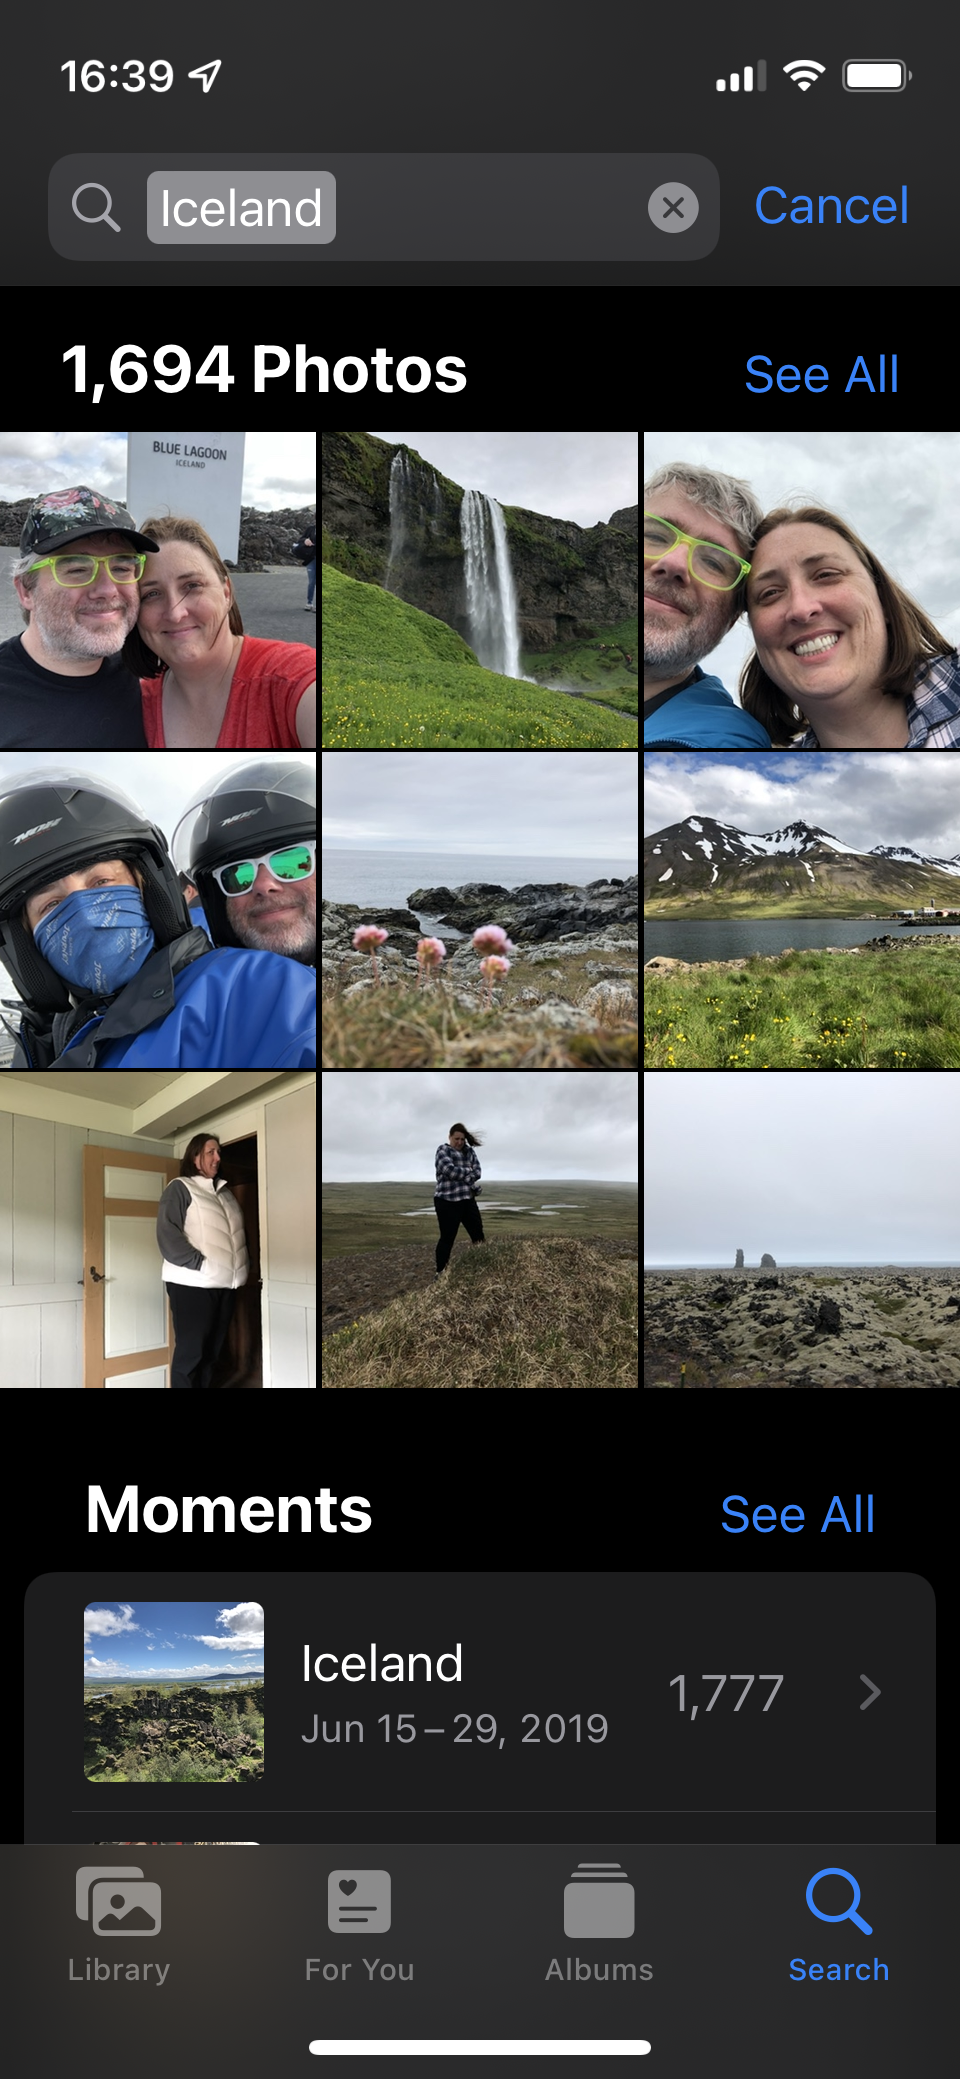 16:39
Iceland
Cancel
1,694 Photos
See All
BLUE LAGOON
ICELAND
Moments
See All
Iceland
1,777
Jun 15 – 29, 2019
Library
For You
Albums
Search